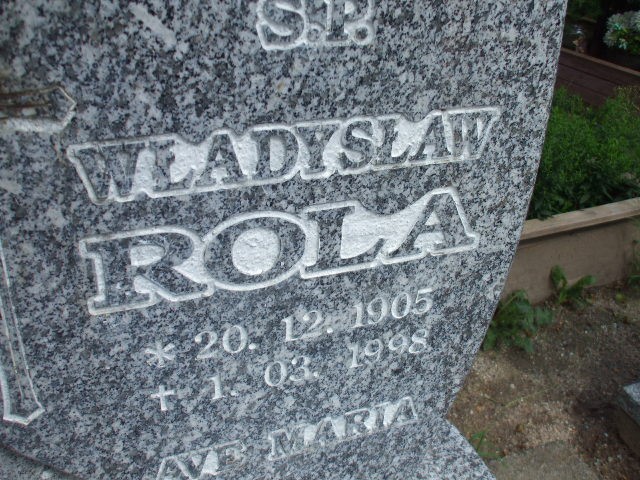 S.P.
WŁADYSŁAW
ROLA
* 20. 12. 1905
+ 1. 03. 1998
AVE MARIA